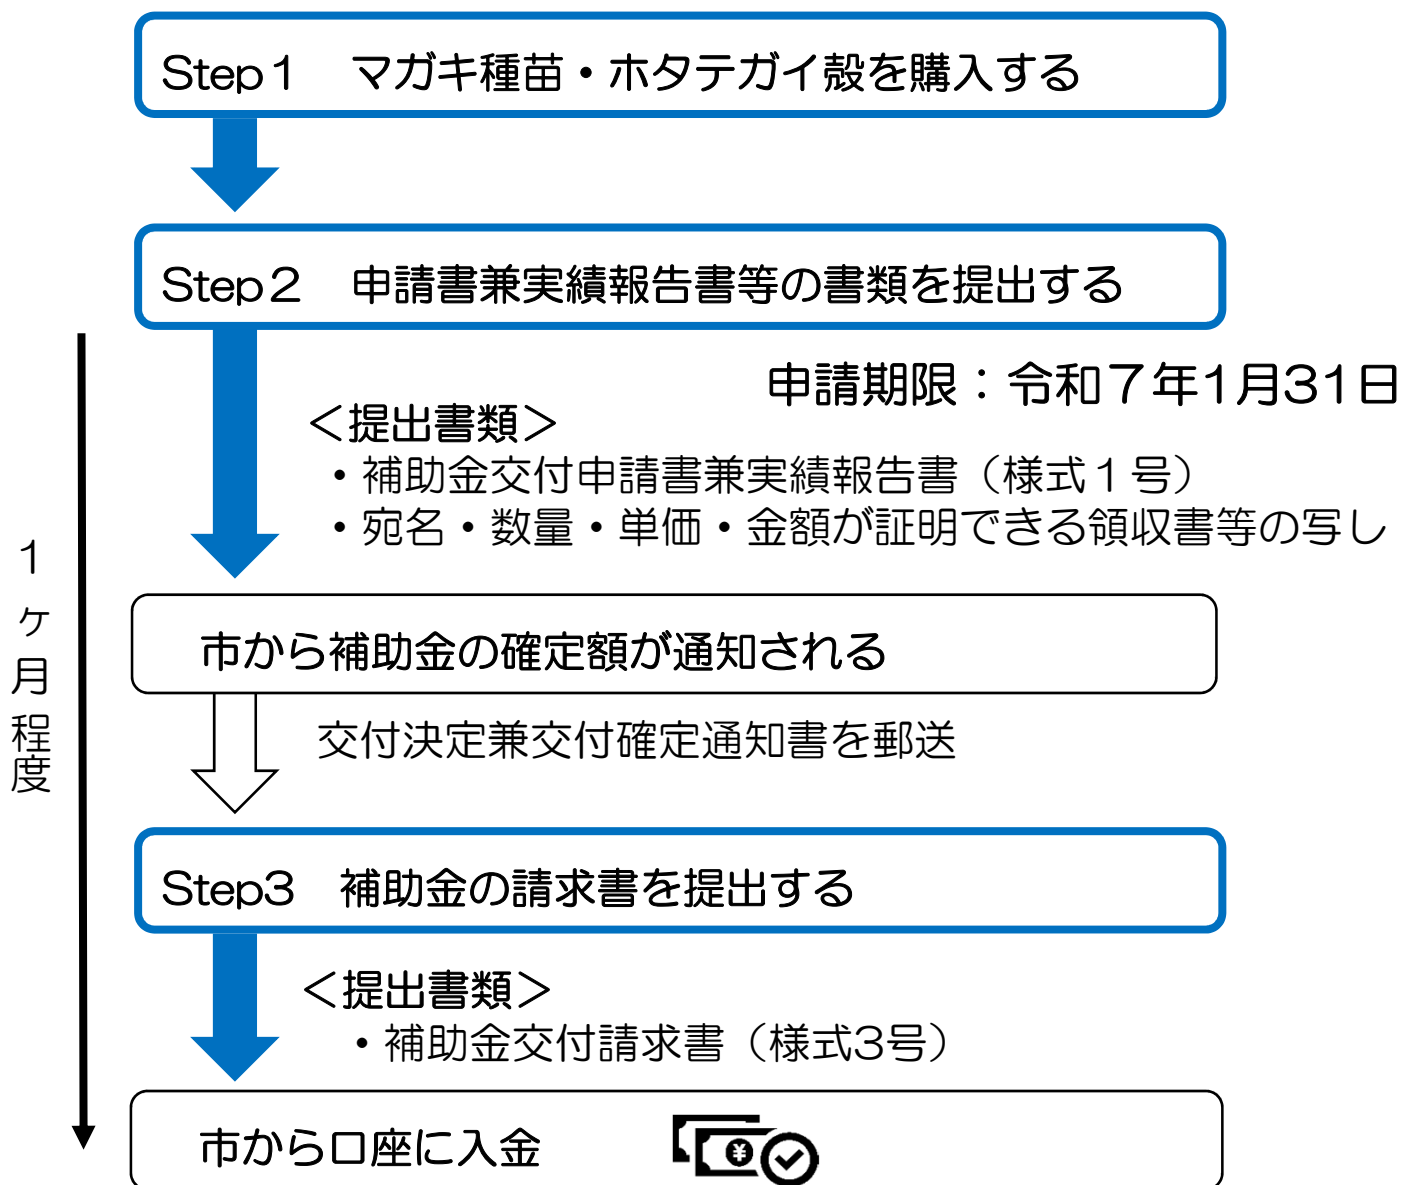 Step１　マガキ種苗・ホタテガイ殻を購入する
Step２　申請書兼実績報告書等の書類を提出する
申請期限：令和７年1月31日
＜提出書類＞
・補助金交付申請書兼実績報告書（様式１号）
・宛名・数量・単価・金額が証明できる領収書等の写し
１ヶ月程度
市から補助金の確定額が通知される
交付決定兼交付確定通知書を郵送
Step3　補助金の請求書を提出する
＜提出書類＞
・補助金交付請求書（様式3号）
市から口座に入金
¥